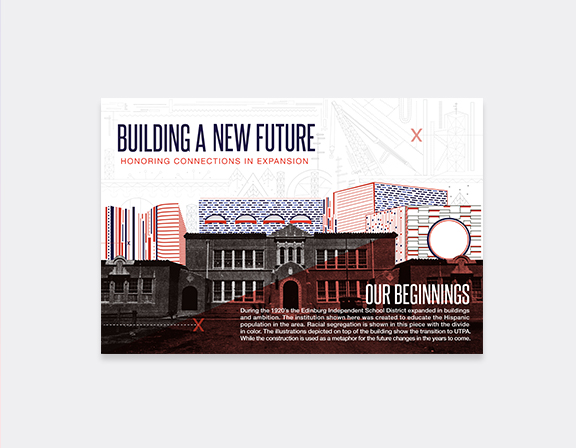 BUILDING A NEW FUTURE
HONORING CONNECTIONS IN EXPANSION
X
OUR BEGINNINGS
During the 1920's the Edinburg Independent School District expanded in buildings
and ambition. The institution shown here was created to educate the Hispanic
population in the area. Racial segregation is shown in this piece with the divide
in color. The illustrations depicted on top of the building show the transition to UTPA.
While the construction is used as a metaphor for the future changes in the years to come.
X